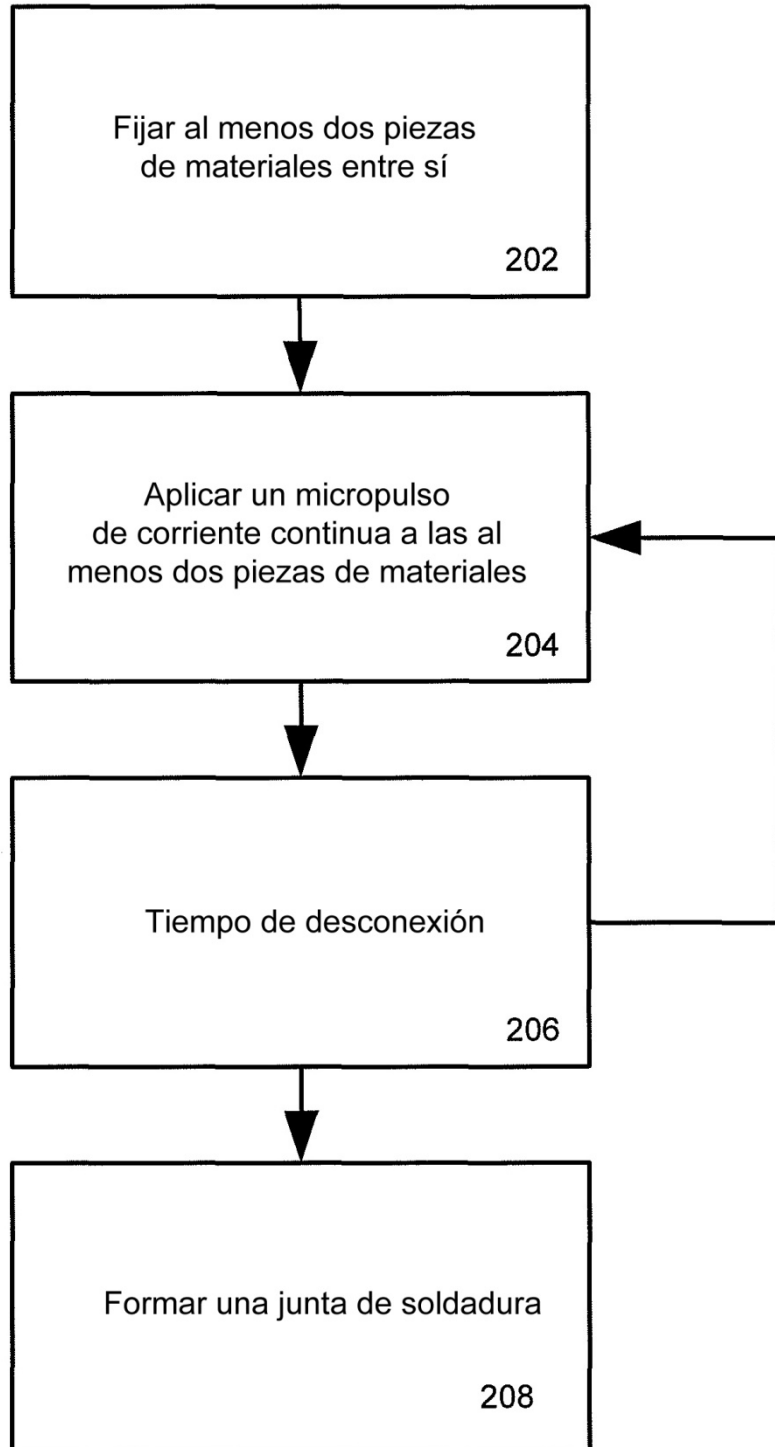 Fijar al menos dos piezas
de materiales entre sí
202
Aplicar un micropulso
de corriente continua a las al
menos dos piezas de materiales
204
Tiempo de desconexión
206
Formar una junta de soldadura
208